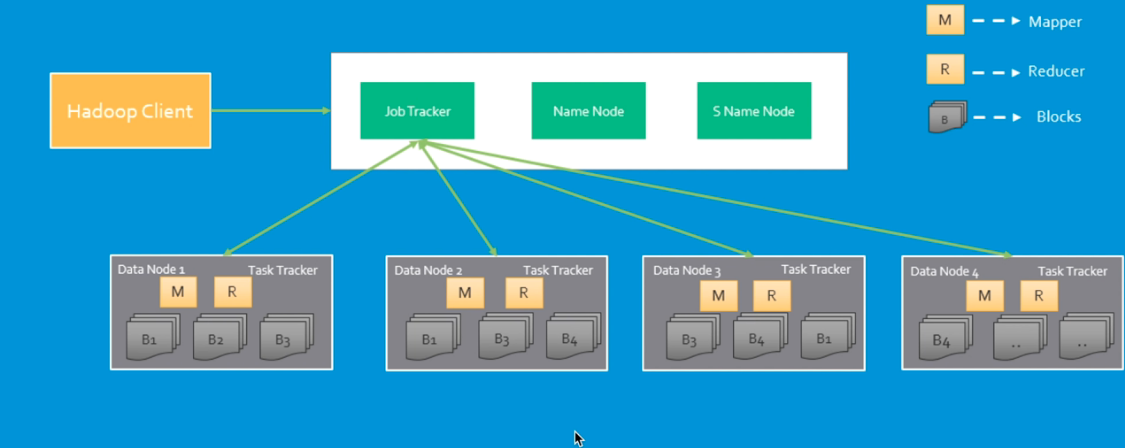 M Mapper
R Reducer
B Blocks
Hadoop Client
Job Tracker
Name Node
S Name Node
Data Node 1 Task Tracker
M R
B1 B2 B3
Data Node 2 Task Tracker
M R
B1 B3 B4
Data Node 3 Task Tracker
M R
B3 B4 B1
Data Node 4 Task Tracker
M R
B4 .. ..